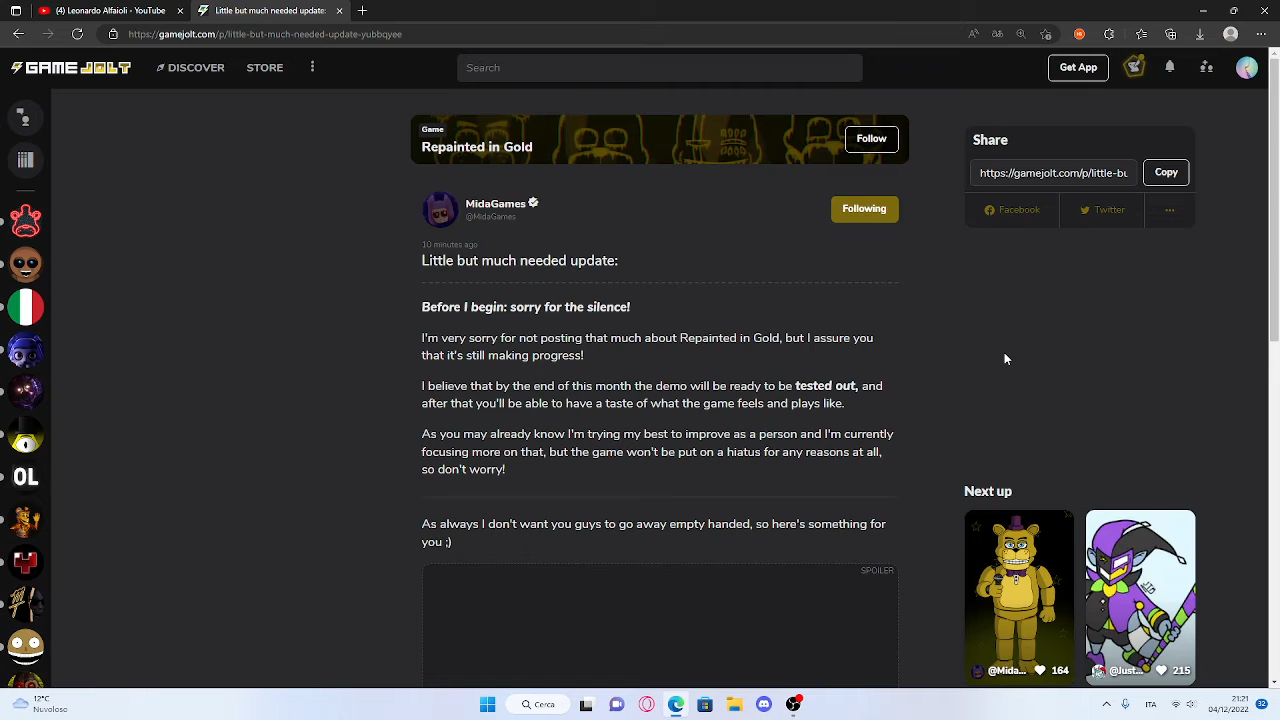 (4) Leonardo Alfaioli - YouTube
Little but much needed update:
https://gamejolt.com/p/little-but-much-needed-update-yubbqyee
GAME JOLT
DISCOVER
STORE
Search
Get App
Game
Repainted in Gold
Follow
Share
https://gamejolt.com/p/little-bu
Copy
Facebook
Twitter
MidaGames
@MidaGames
Following
10 minutes ago
Little but much needed update:
Before I begin: sorry for the silence!
I'm very sorry for not posting that much about Repainted in Gold, but I assure you
that it's still making progress!
I believe that by the end of this month the demo will be ready to be tested out, and
after that you'll be able to have a taste of what the game feels and plays like.
As you may already know I'm trying my best to improve as a person and I'm currently
focusing more on that, but the game won't be put on a hiatus for any reasons at all,
so don't worry!
As always I don't want you guys to go away empty handed, so here's something for
you ;)
SPOILER
Next up
@Mida... 164
@Just... 215
OL
12°C
Nuvoloso
Cerca
ITA
21:21
04/12/2022
32